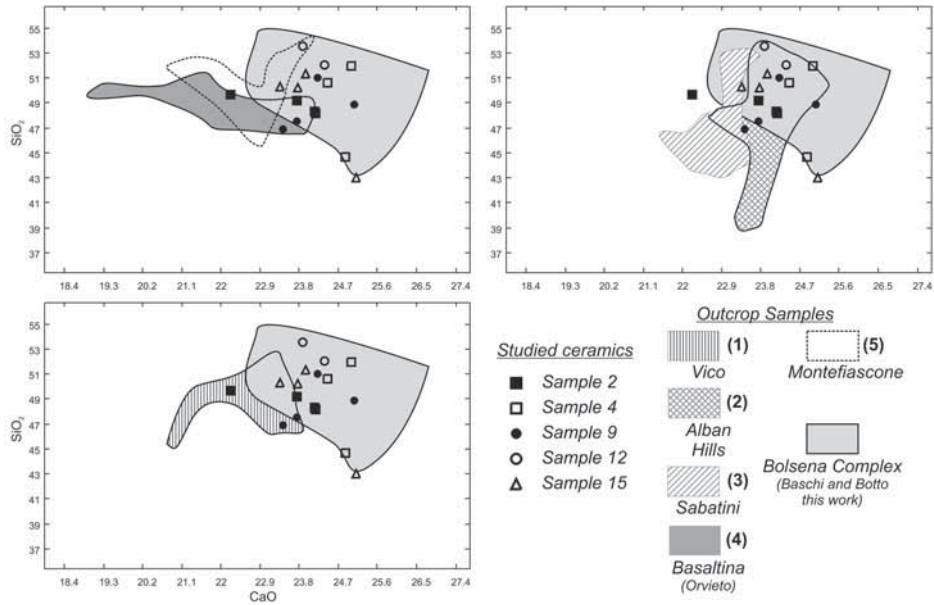 55
51
49
47
45
43
41
39
37
SiO2
18.4 19.3 20.2 21.1 22 22.9 23.8 24.7 25.6 26.5 27.4
55
51
49
47
45
43
41
39
37
18.4 19.3 20.2 21.1 22 22.9 23.8 24.7 25.6 26.5 27.4
55
51
49
47
45
43
41
39
37
SiO2
18.4 19.3 20.2 21.1 22 22.9 23.8 24.7 25.6 26.5 27.4
CaO
Studied ceramics
Sample 2
Sample 4
Sample 9
Sample 12
Sample 15
Outcrop Samples
(1)
Vico
(2)
Alban
Hills
(3)
Sabatini
(4)
Basaltina
(Orvieto)
(5)
Montefiascone
Bolsena Complex
(Baschi and Botto
this work)